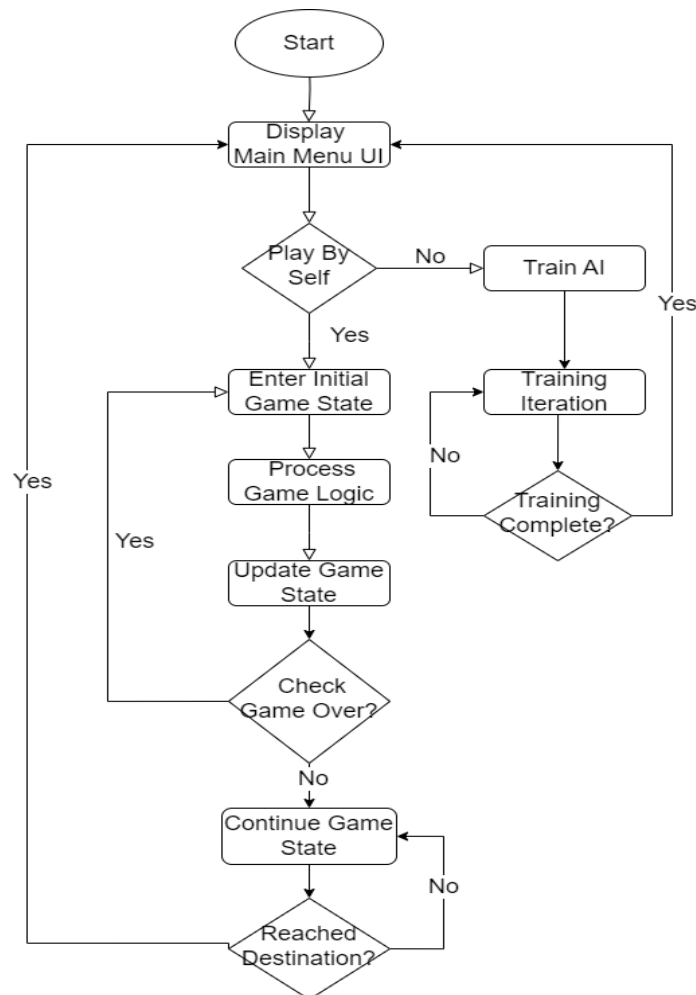 Start
Display
Main Menu UI
Play By
Self
No
Train AI
Yes
Yes
Enter Initial
Game State
Training
Iteration
No
Process
Game Logic
Yes
Training
Complete?
Yes
Update Game
State
Check
Game Over?
No
Continue Game
State
No
Reached
Destination?